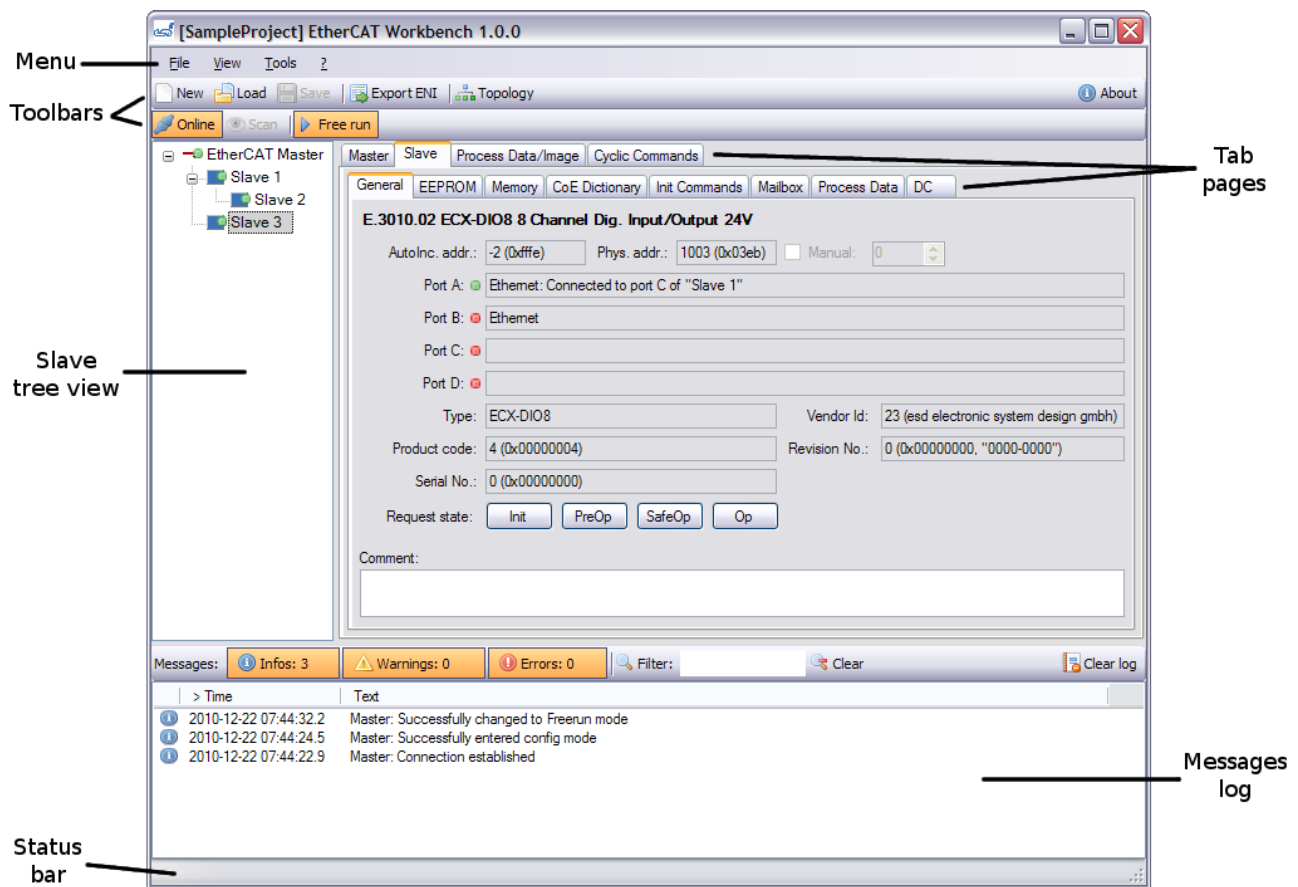 [SampleProject] EtherCAT Workbench 1.0.0
Menu
File View Tools ?
Toolbars
New Load Save Export ENI Topology About
Online Scan Free run
EtherCAT Master
Slave 1
Slave 2
Slave 3
Slave tree view
Master Slave Process Data/Image Cyclic Commands
Tab pages
General EEPROM Memory CoE Dictionary Init Commands Mailbox Process Data DC
E.3010.02 ECX-DIO8 8 Channel Dig. Input/Output 24V
AutoInc. addr.: -2 (0xfffe) Phys. addr.: 1003 (0x03eb) Manual: 0
Port A: Ethernet: Connected to port C of "Slave 1"
Port B: Ethernet
Port C:
Port D:
Type: ECX-DIO8 Vendor Id: 23 (esd electronic system design gmbh)
Product code: 4 (0x00000004) Revision No.: 0 (0x00000000, "0000-0000")
Serial No.: 0 (0x00000000)
Request state: Init PreOp SafeOp Op
Comment:
Messages: Infos: 3 Warnings: 0 Errors: 0 Filter: Clear Clear log
> Time Text
2010-12-22 07:44:32.2 Master: Successfully changed to Freerun mode
2010-12-22 07:44:24.5 Master: Successfully entered config mode
2010-12-22 07:44:22.9 Master: Connection established
Messages log
Status bar